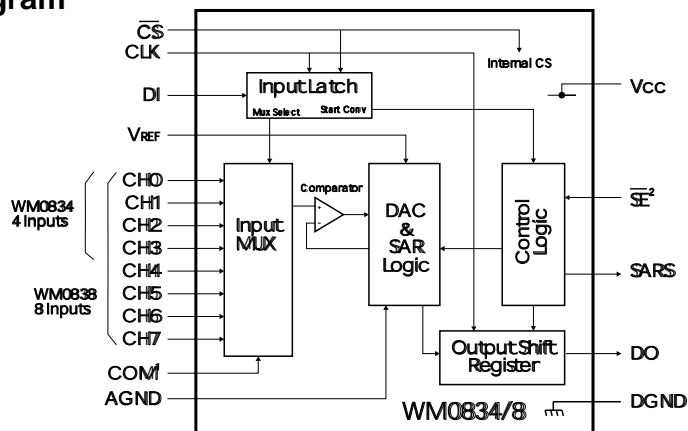 gram
CS
CLK
Internal CS
DI
Input Latch
Mux Select
Start Conv
VCC
VREF
CH0
CH1
CH2
CH3
CH4
CH5
CH6
CH7
WM0834
4 Inputs
WM0838
8 Inputs
Input
MUX
Comparator
+
-
DAC
&
SAR
Logic
Control
Logic
SE²
SARS
Output Shift
Register
DO
COM¹
AGND
WM0834/8
DGND